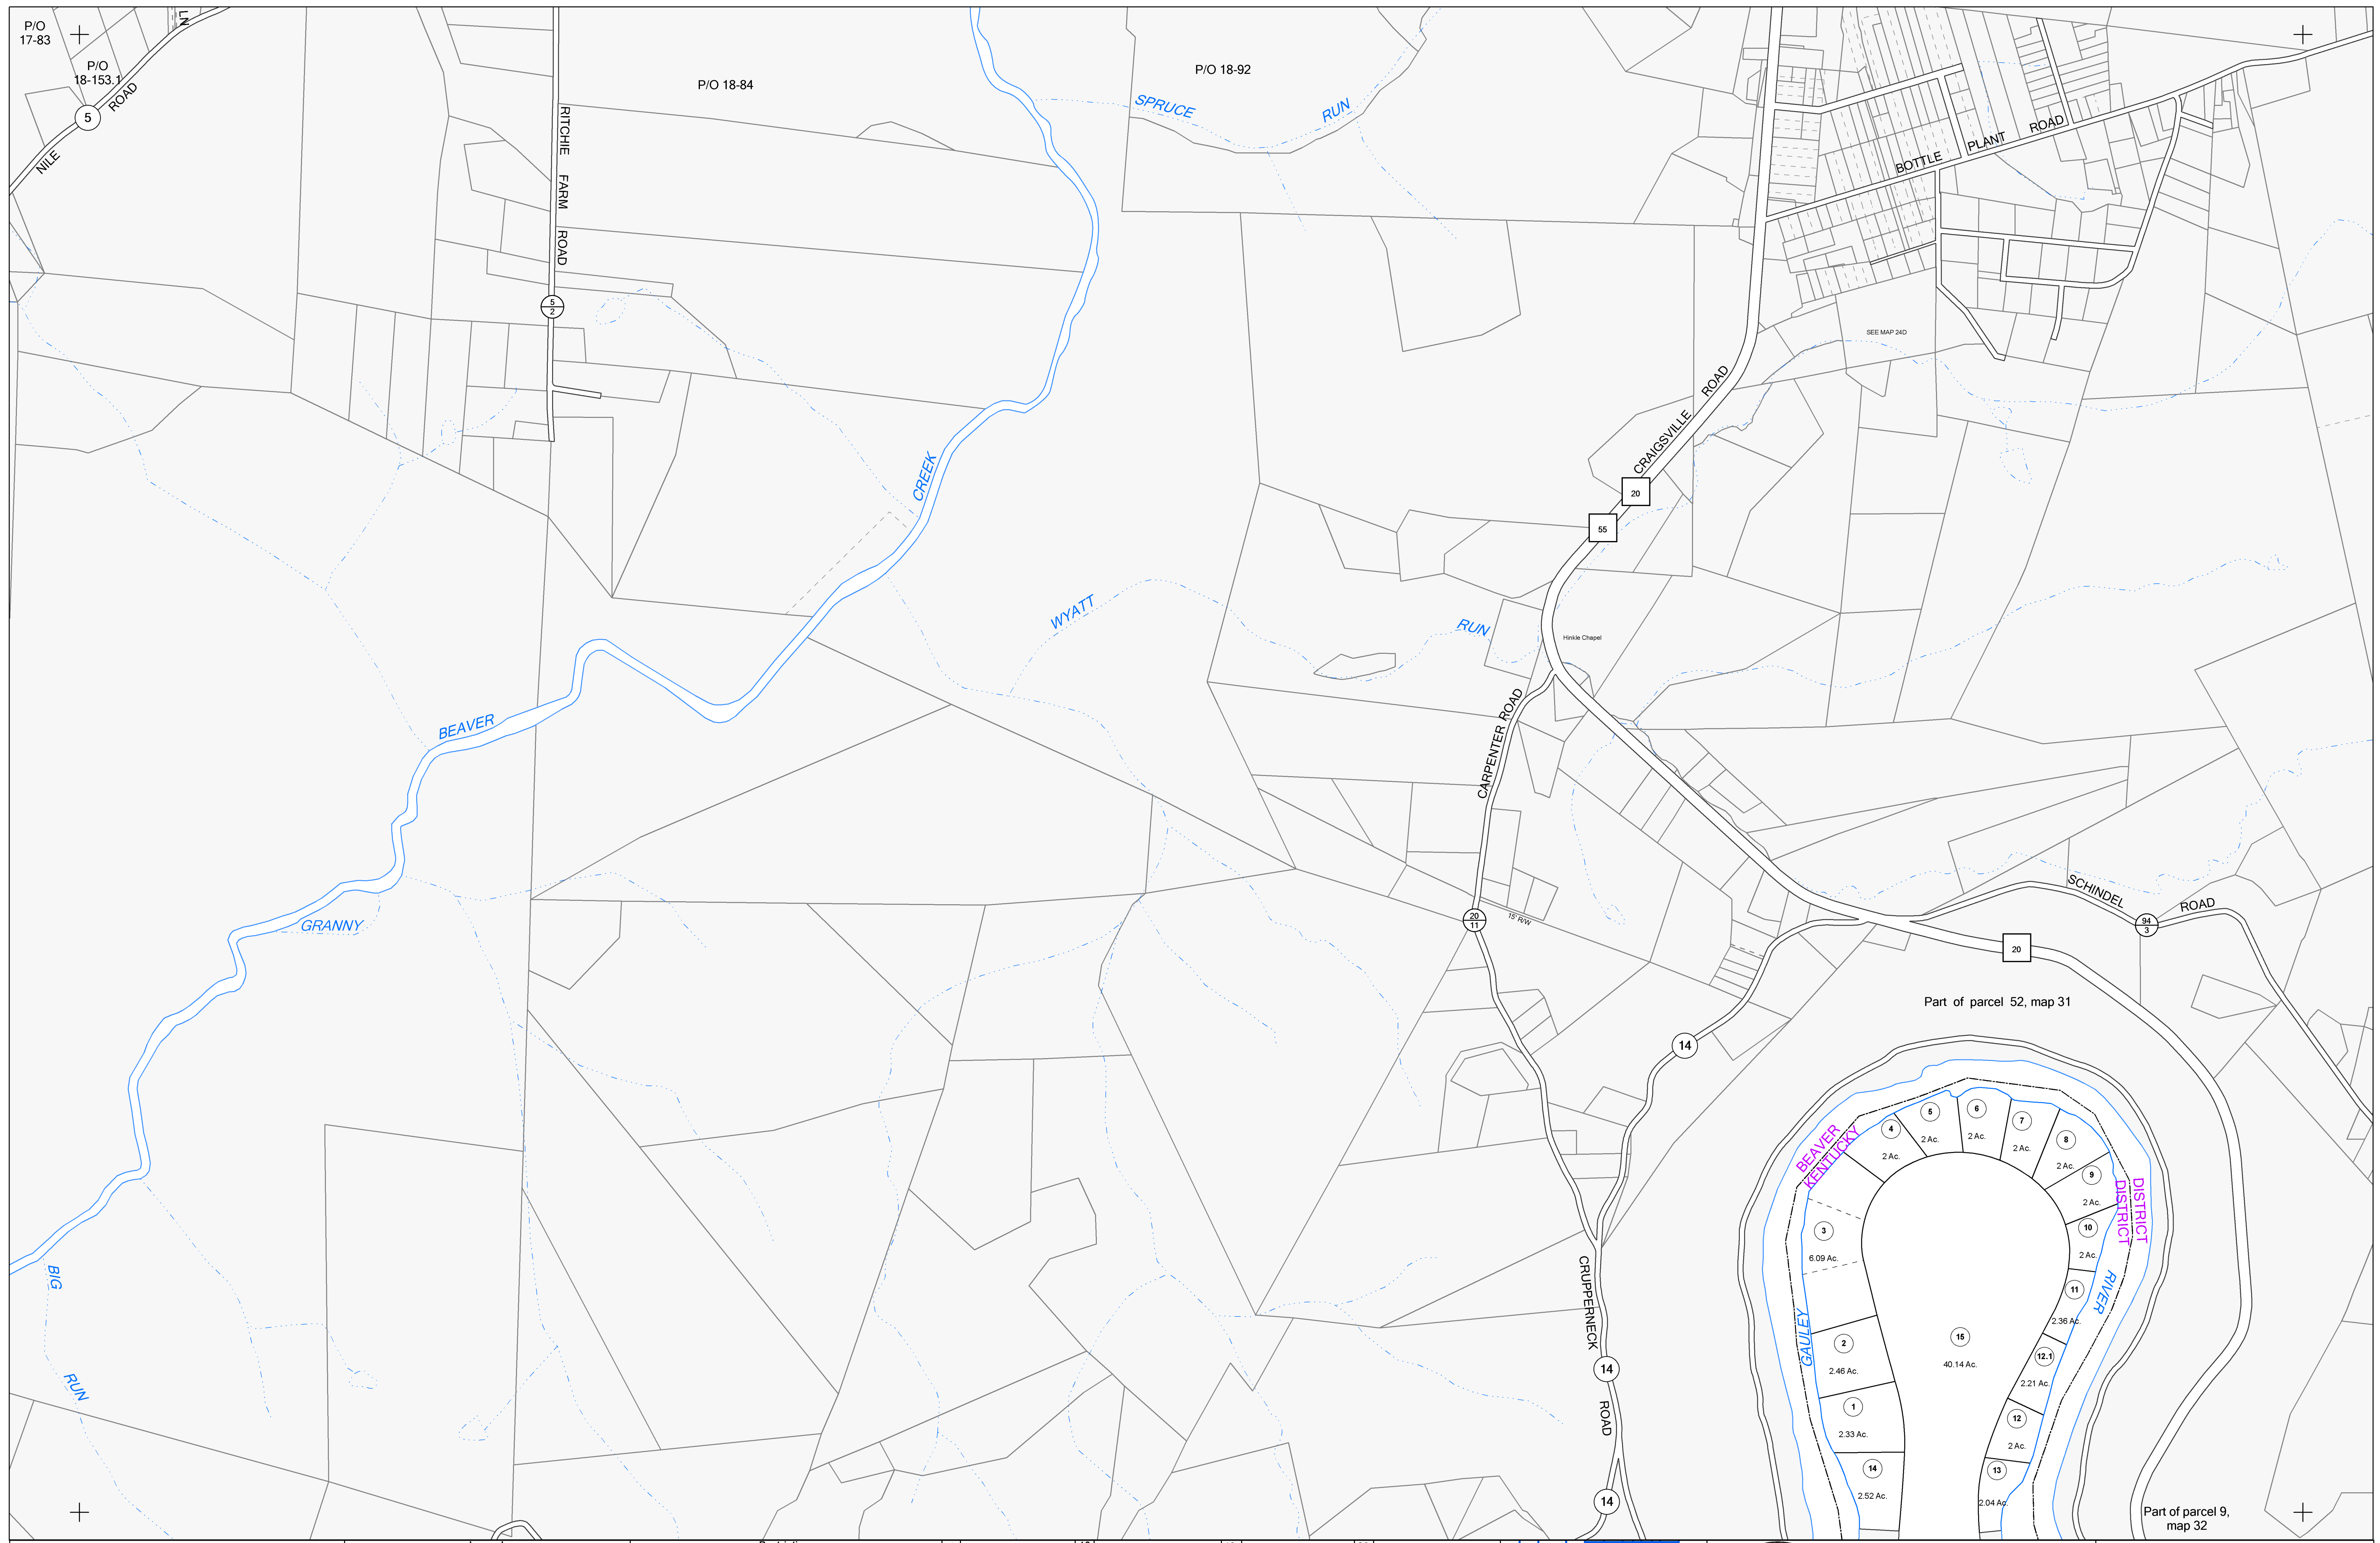 P/O
17-83
LN
P/O
18-153.1
ROAD
5
NILE
P/O 18-84
RITCHIE FARM ROAD
5
2
P/O 18-92
SPRUCE RUN
BOTTLE PLANT ROAD
SEE MAP 24D
CRAIGSVILLE ROAD
20
55
CREEK
WYATT
RUN
Hinkle Chapel
BEAVER
CARPENTER ROAD
GRANNY
20
11
15' R/W
SCHINDEL ROAD
94
3
20
Part of parcel 52, map 31
14
BEAVER
KENTUCKY
DISTRICT
DISTRICT
4
2 Ac.
5
2 Ac.
6
2 Ac.
7
2 Ac.
8
2 Ac.
9
2 Ac.
10
2 Ac.
3
6.09 Ac.
11
2.36 Ac.
RIVER
GAULEY
2
2.46 Ac.
15
40.14 Ac.
12.1
2.21 Ac.
1
2.33 Ac.
12
2 Ac.
14
2.52 Ac.
13
2.04 Ac.
BIG
RUN
CRUPPERNECK
14
ROAD
14
Part of parcel 9,
map 32